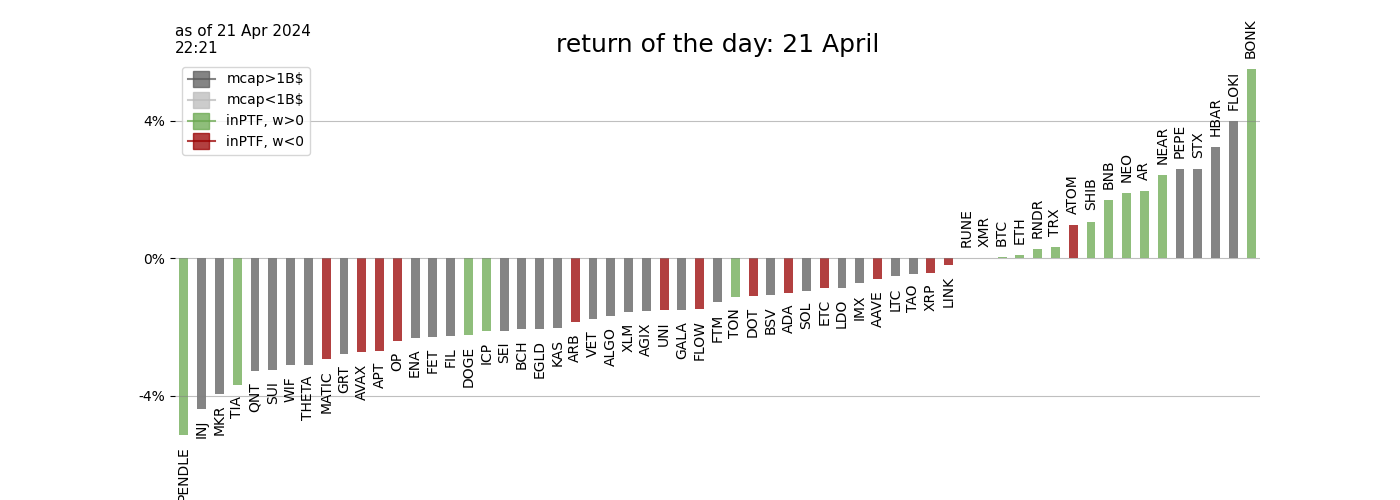 as of 21 Apr 2024
22:21
return of the day: 21 April
mcap>1B$
mcap<1B$
inPTF, w>0
inPTF, w<0
4%
0%
-4%
PENDLE
INJ
MKR
TIA
QNT
SUI
WIF
THETA
MATIC
GRT
AVAX
APT
OP
ENA
FET
FIL
DOGE
ICP
SEI
BCH
EGLD
KAS
ARB
VET
ALGO
XLM
AGIX
UNI
GALA
FLOW
FTM
TON
DOT
BSV
ADA
SOL
ETC
LDO
IMX
AAVE
LTC
TAO
XRP
LINK
RUNE
XMR
BTC
ETH
RNDR
TRX
ATOM
SHIB
BNB
NEO
AR
NEAR
PEPE
STX
HBAR
FLOKI
BONK